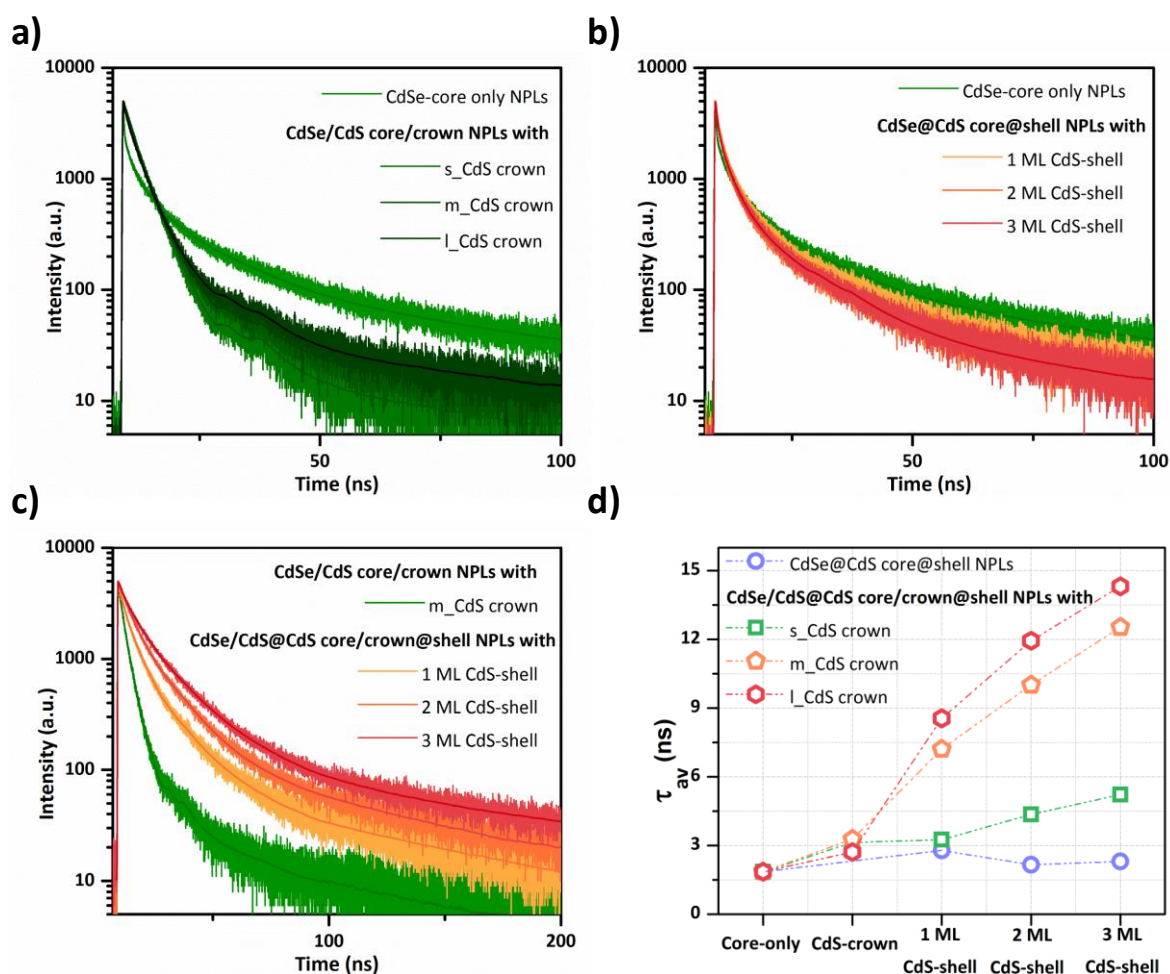 a)
10000
1000
100
10
Intensity (a.u.)
CdSe-core only NPLs
CdSe/CdS core/crown NPLs with
s_CdS crown
m_CdS crown
l_CdS crown
50
100
Time (ns)
b)
10000
1000
100
10
Intensity (a.u.)
CdSe-core only NPLs
CdSe@CdS core@shell NPLs with
1 ML CdS-shell
2 ML CdS-shell
3 ML CdS-shell
50
100
Time (ns)
c)
10000
1000
100
10
Intensity (a.u.)
CdSe/CdS core/crown NPLs with
m_CdS crown
CdSe/CdS@CdS core/crown@shell NPLs with
1 ML CdS-shell
2 ML CdS-shell
3 ML CdS-shell
100
200
Time (ns)
d)
15
12
9
6
3
0
τ av (ns)
CdSe@CdS core@shell NPLs
CdSe/CdS@CdS core/crown@shell NPLs with
s_CdS crown
m_CdS crown
l_CdS crown
Core-only CdS-crown 1 ML 2 ML 3 ML
CdS-shell CdS-shell CdS-shell